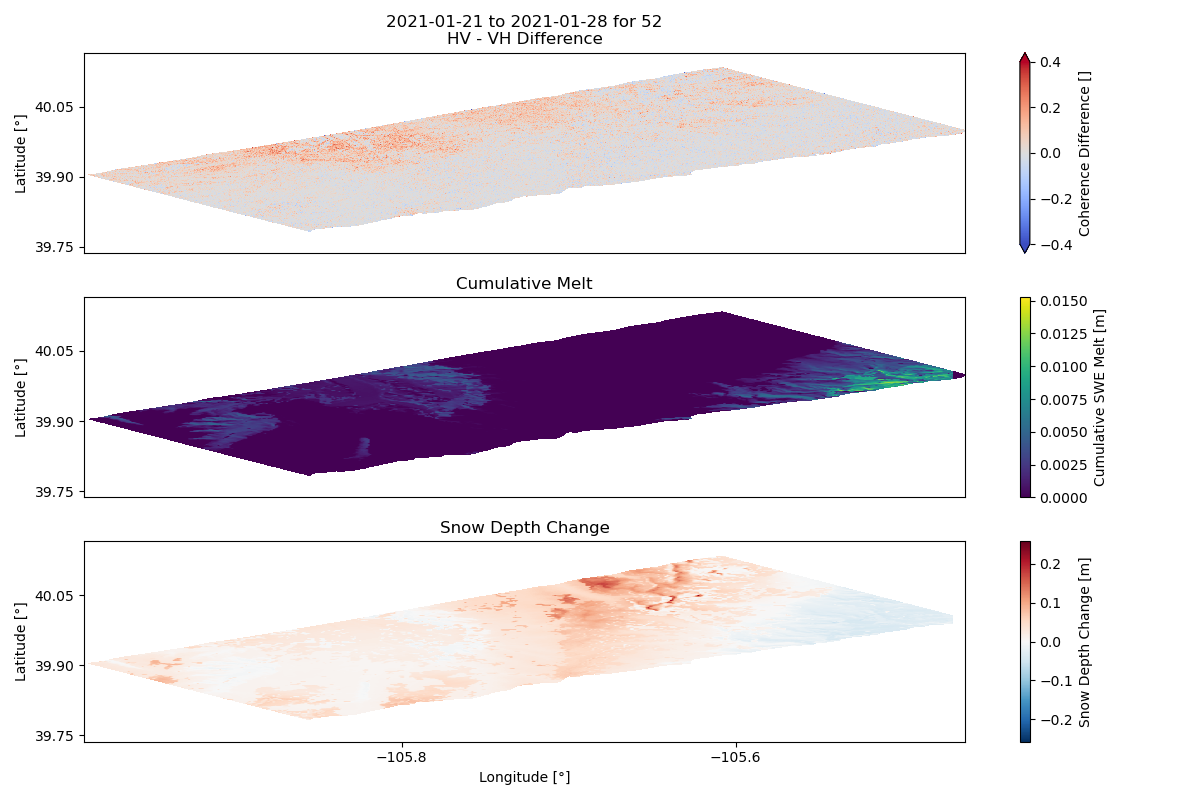 2021-01-21 to 2021-01-28 for 52
HV - VH Difference
40.05
39.90
39.75
Latitude [°]
0.4
0.2
0.0
−0.2
−0.4
Coherence Difference []
Cumulative Melt
40.05
39.90
39.75
Latitude [°]
0.0150
0.0125
0.0100
0.0075
0.0050
0.0025
0.0000
Cumulative SWE Melt [m]
Snow Depth Change
40.05
39.90
39.75
Latitude [°]
−105.8
−105.6
Longitude [°]
0.2
0.1
0.0
−0.1
−0.2
Snow Depth Change [m]